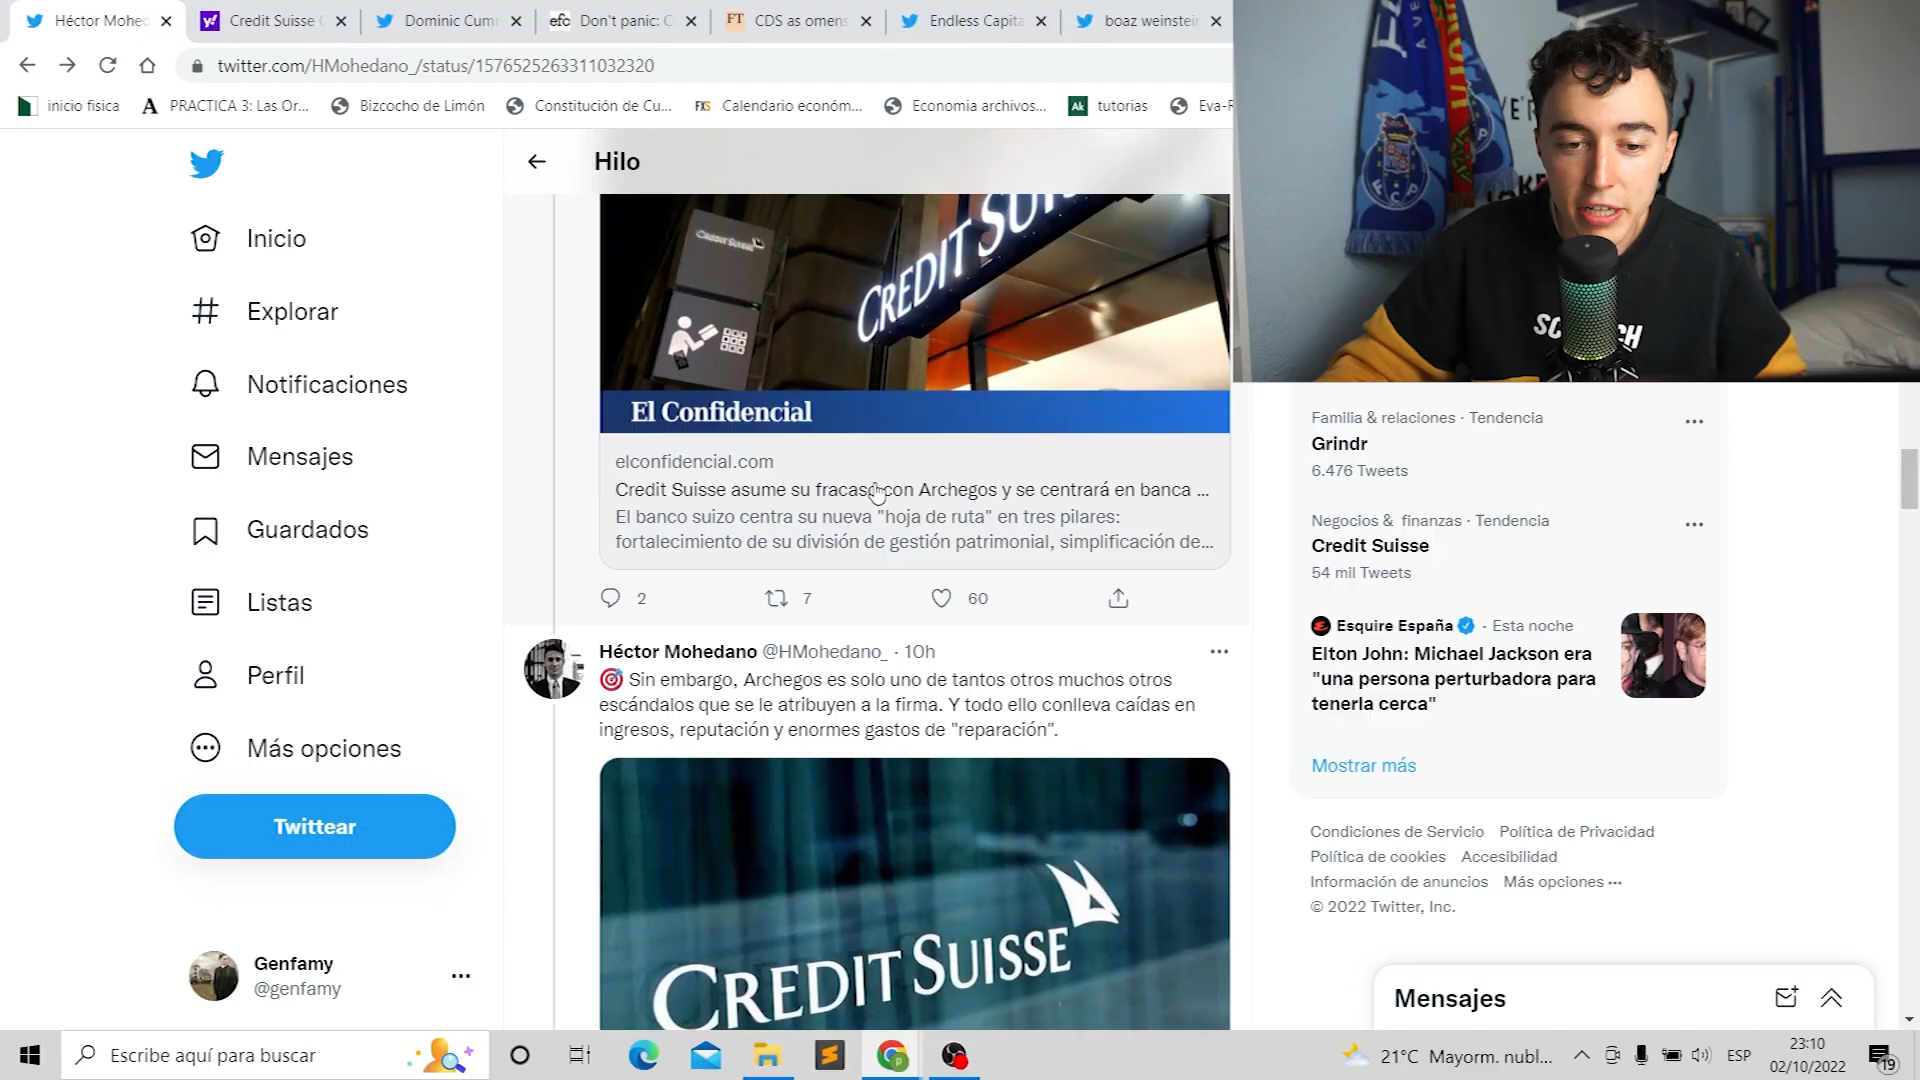 Héctor Mohed
Credit Suisse C
Dominic Cum
efc Don't panic: C
FT CDS as omens
Endless Capita
boaz weinstein
twitter.com/HMohedano_/status/1576525263311032320
inicio fisica
A PRACTICA 3: Las Or...
Bizcocho de Limón
Constitución de Cu...
FXS Calendario económ...
Economia archivos...
Ak tutorias
Eva-R
Hilo
Inicio
Explorar
Notificaciones
Mensajes
Guardados
Listas
Perfil
Más opciones
Twittear
Genfamy
@genfamy
CREDIT SUISSE
CREDIT SUI
El Confidencial
elconfidencial.com
Credit Suisse asume su fracaso con Archegos y se centrará en banca ...
El banco suizo centra su nueva "hoja de ruta" en tres pilares:
fortalecimiento de su división de gestión patrimonial, simplificación de...
2
7
60
Héctor Mohedano @HMohedano_ · 10h
Sin embargo, Archegos es solo uno de tantos otros muchos otros
escándalos que se le atribuyen a la firma. Y todo ello conlleva caídas en
ingresos, reputación y enormes gastos de "reparación".
CREDIT SUISSE
Familia & relaciones · Tendencia
Grindr
6.476 Tweets
Negocios & finanzas · Tendencia
Credit Suisse
54 mil Tweets
Esquire España · Esta noche
Elton John: Michael Jackson era
"una persona perturbadora para
tenerla cerca"
Mostrar más
Condiciones de Servicio Política de Privacidad
Política de cookies Accesibilidad
Información de anuncios Más opciones ···
© 2022 Twitter, Inc.
Mensajes
Escribe aquí para buscar
21°C Mayorm. nubl...
ESP
23:10
02/10/2022
19